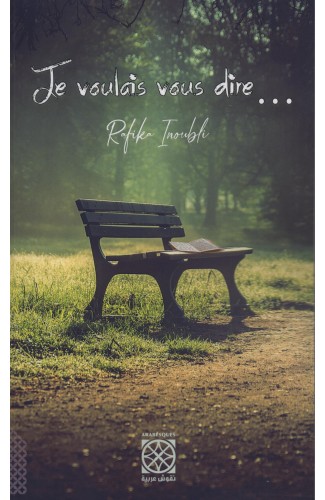 Je voulais vous dire...
Rafika Inoubli
ARABESQUES
نقوش عربية